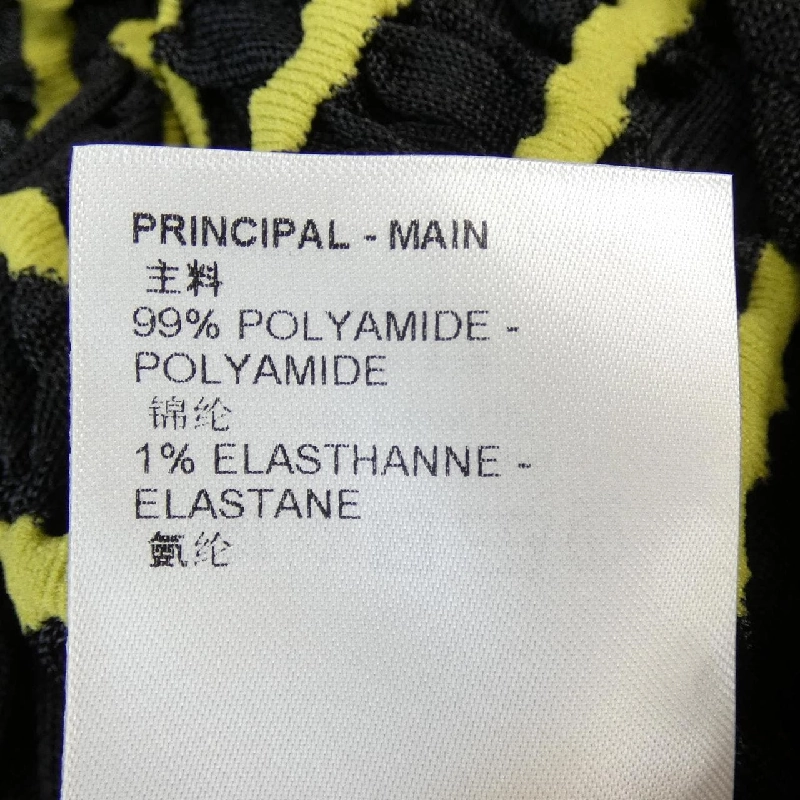 PRINCIPAL - MAIN
主料
99% POLYAMIDE -
POLYAMIDE
锦纶
1% ELASTHANNE -
ELASTANE
氨纶